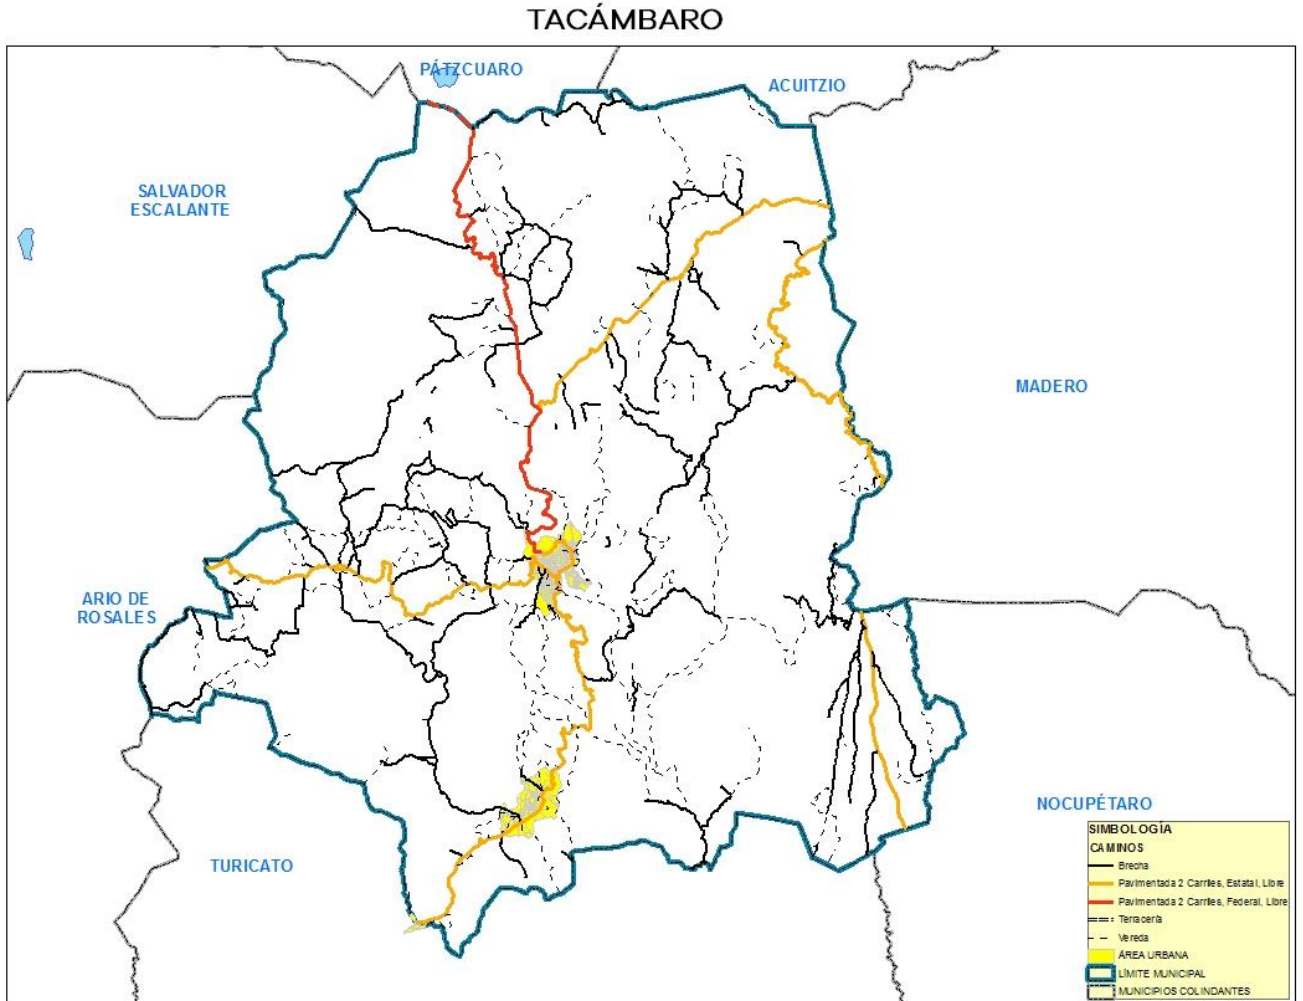 TACÁMBARO
PÁTZCUARO
ACUITZIO
SALVADOR
ESCALANTE
MADERO
ARIO DE
ROSALES
NOCUPÉTARO
TURICATO
SIMBOLOGÍA
CAMINOS
Brecha
Pavimentada 2 Carriles, Estatal, Libre
Pavimentada 2 Carriles, Federal, Libre
Terracería
Vereda
ÁREA URBANA
LÍMITE MUNICIPAL
MUNICIPIOS COLINDANTES